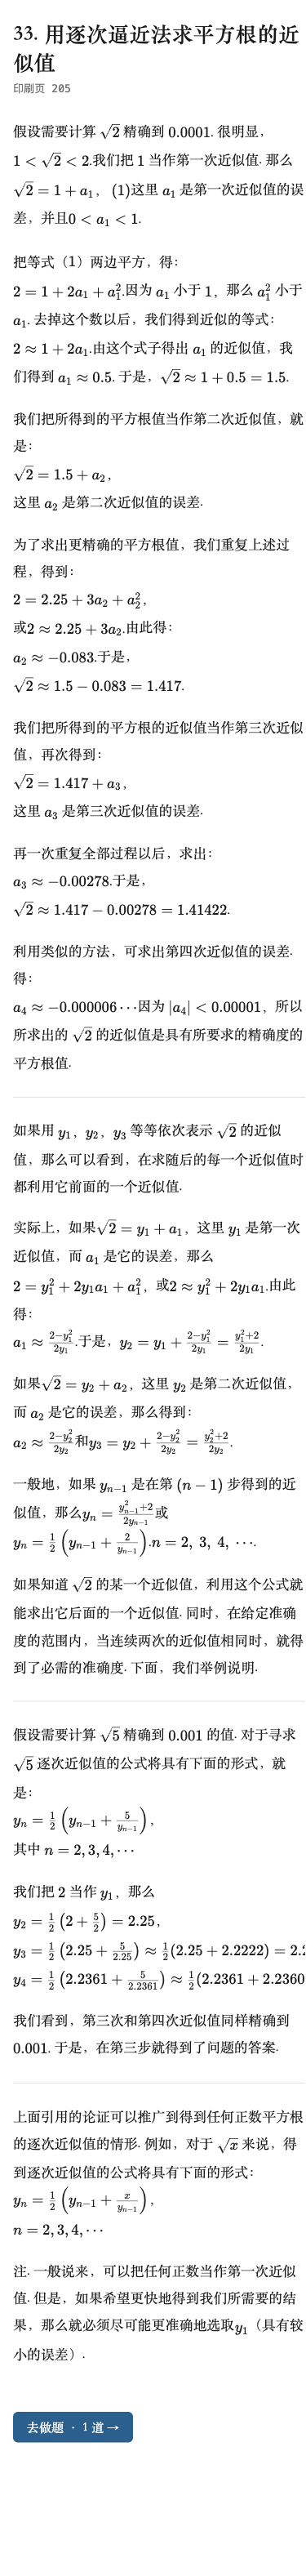 33. 用逐次逼近法求平方根的近
似值
印刷页 205
假设需要计算 √2 精确到 0.0001. 很明显，
1 < √2 < 2.我们把 1 当作第一次近似值. 那么
√2 = 1 + a₁， (1)这里 a₁ 是第一次近似值的误
差，并且0 < a₁ < 1.
把等式（1）两边平方，得：
2 = 1 + 2a₁ + a₁².因为 a₁ 小于 1，那么 a₁² 小于
a₁. 去掉这个数以后，我们得到近似的等式：
2 ≈ 1 + 2a₁.由这个式子得出 a₁ 的近似值，我
们得到 a₁ ≈ 0.5. 于是，√2 ≈ 1 + 0.5 = 1.5.
我们把所得到的平方根值当作第二次近似值，就
是：
√2 = 1.5 + a₂，
这里 a₂ 是第二次近似值的误差.
为了求出更精确的平方根值，我们重复上述过
程，得到：
2 = 2.25 + 3a₂ + a₂²，
或2 ≈ 2.25 + 3a₂.由此得：
a₂ ≈ −0.083.于是，
√2 ≈ 1.5 − 0.083 = 1.417.
我们把所得到的平方根的近似值当作第三次近似
值，再次得到：
√2 = 1.417 + a₃，
这里 a₃ 是第三次近似值的误差.
再一次重复全部过程以后，求出：
a₃ ≈ −0.00278.于是，
√2 ≈ 1.417 − 0.00278 = 1.41422.
利用类似的方法，可求出第四次近似值的误差.
得：
a₄ ≈ −0.000006⋯因为 |a₄| < 0.00001，所以
所求出的 √2 的近似值是具有所要求的精确度的
平方根值.
如果用 y₁，y₂，y₃ 等等依次表示 √2 的近似
值，那么可以看到，在求随后的每一个近似值时
都利用它前面的一个近似值.
实际上，如果√2 = y₁ + a₁，这里 y₁ 是第一次
近似值，而 a₁ 是它的误差，那么
2 = y₁² + 2y₁a₁ + a₁²，或2 ≈ y₁² + 2y₁a₁.由此
得：
a₁ ≈ (2−y₁²)/(2y₁).于是，y₂ = y₁ + (2−y₁²)/(2y₁) = (y₁²+2)/(2y₁).
如果√2 = y₂ + a₂，这里 y₂ 是第二次近似值，
而 a₂ 是它的误差，那么得到：
a₂ ≈ (2−y₂²)/(2y₂)和y₃ = y₂ + (2−y₂²)/(2y₂) = (y₂²+2)/(2y₂).
一般地，如果 yₙ₋₁ 是在第 (n − 1) 步得到的近
似值，那么yₙ = (yₙ₋₁²+2)/(2yₙ₋₁)或
yₙ = 1/2 (yₙ₋₁ + 2/yₙ₋₁).n = 2, 3, 4, ⋯.
如果知道 √2 的某一个近似值，利用这个公式就
能求出它后面的一个近似值. 同时，在给定准确
度的范围内，当连续两次的近似值相同时，就得
到了必需的准确度. 下面，我们举例说明.
假设需要计算 √5 精确到 0.001 的值. 对于寻求
√5 逐次近似值的公式将具有下面的形式，就
是：
yₙ = 1/2 (yₙ₋₁ + 5/yₙ₋₁)，
其中 n = 2, 3, 4, ⋯
我们把 2 当作 y₁，那么
y₂ = 1/2 (2 + 5/2) = 2.25，
y₃ = 1/2 (2.25 + 5/2.25) ≈ 1/2(2.25 + 2.2222) = 2.2
y₄ = 1/2 (2.2361 + 5/2.2361) ≈ 1/2(2.2361 + 2.2360
我们看到，第三次和第四次近似值同样精确到
0.001. 于是，在第三步就得到了问题的答案.
上面引用的论证可以推广到得到任何正数平方根
的逐次近似值的情形. 例如，对于 √x 来说，得
到逐次近似值的公式将具有下面的形式：
yₙ = 1/2 (yₙ₋₁ + x/yₙ₋₁)，
n = 2, 3, 4, ⋯
注. 一般说来，可以把任何正数当作第一次近似
值. 但是，如果希望更快地得到我们所需要的结
果，那么就必须尽可能更准确地选取y₁（具有较
小的误差）.
去做题 · 1 道 →